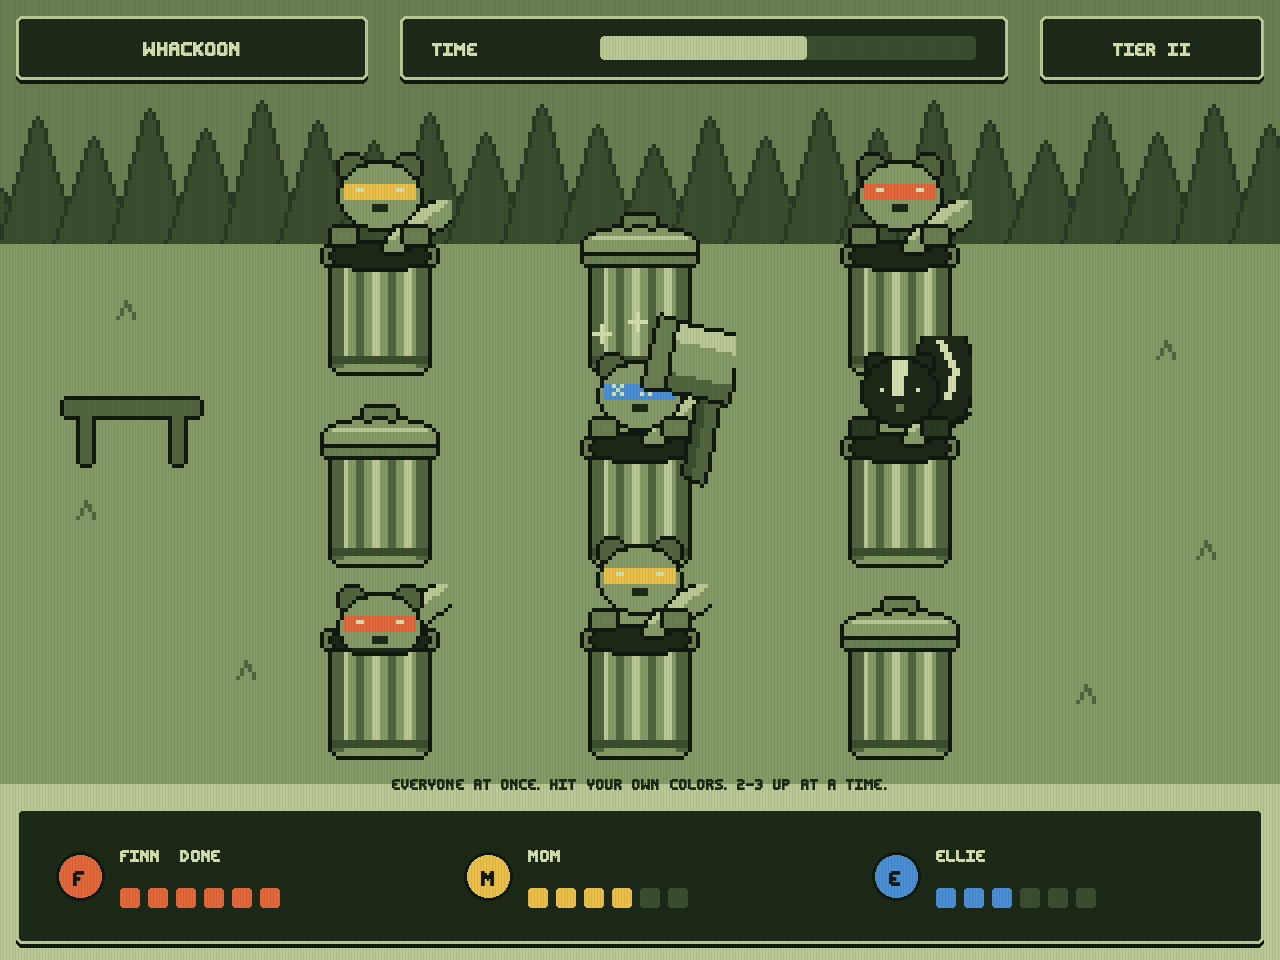 WHACKOON
TIME
TIER II
EVERYONE AT ONCE. HIT YOUR OWN COLORS. 2-3 UP AT A TIME.
F
FINN DONE
M
MOM
E
ELLIE